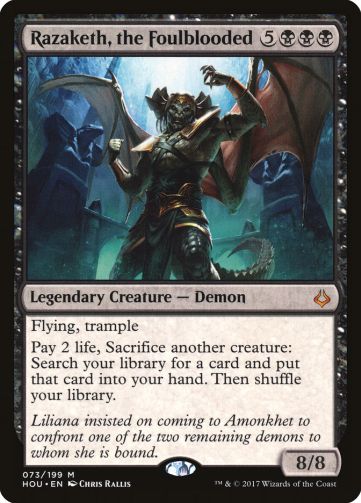 Razaketh, the Foulblooded 5
Legendary Creature — Demon
Flying, trample
Pay 2 life, Sacrifice another creature:
Search your library for a card and put
that card into your hand. Then shuffle
your library.
Liliana insisted on coming to Amonkhet to
confront one of the two remaining demons to
whom she is bound.
8/8
073/199 M
HOU • EN CHRIS RALLIS
™ & © 2017 Wizards of the Coast